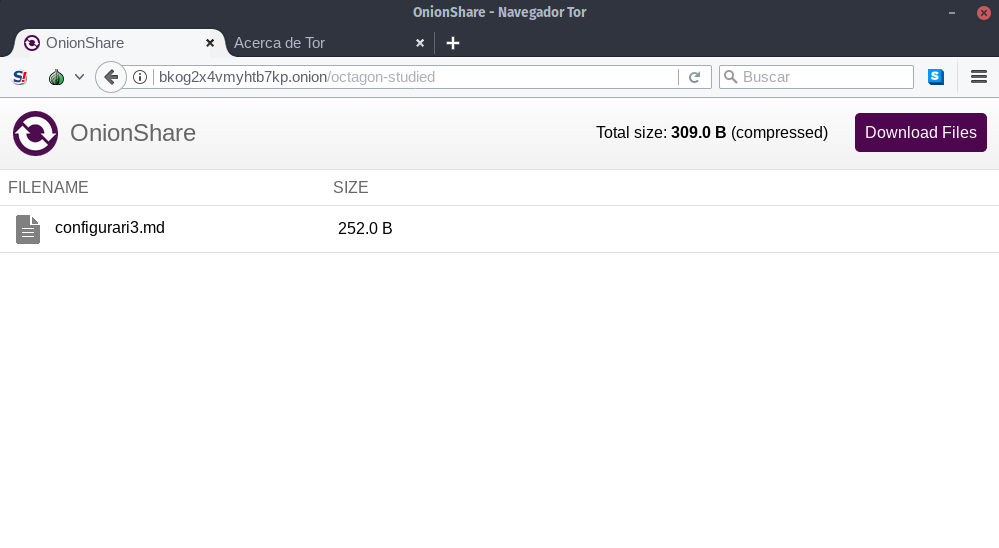 OnionShare - Navegador Tor
OnionShare
Acerca de Tor
bkog2x4vmyhtb7kp.onion/octagon-studied
Buscar
OnionShare
Total size: 309.0 B (compressed)
Download Files
FILENAME SIZE
configurari3.md 252.0 B